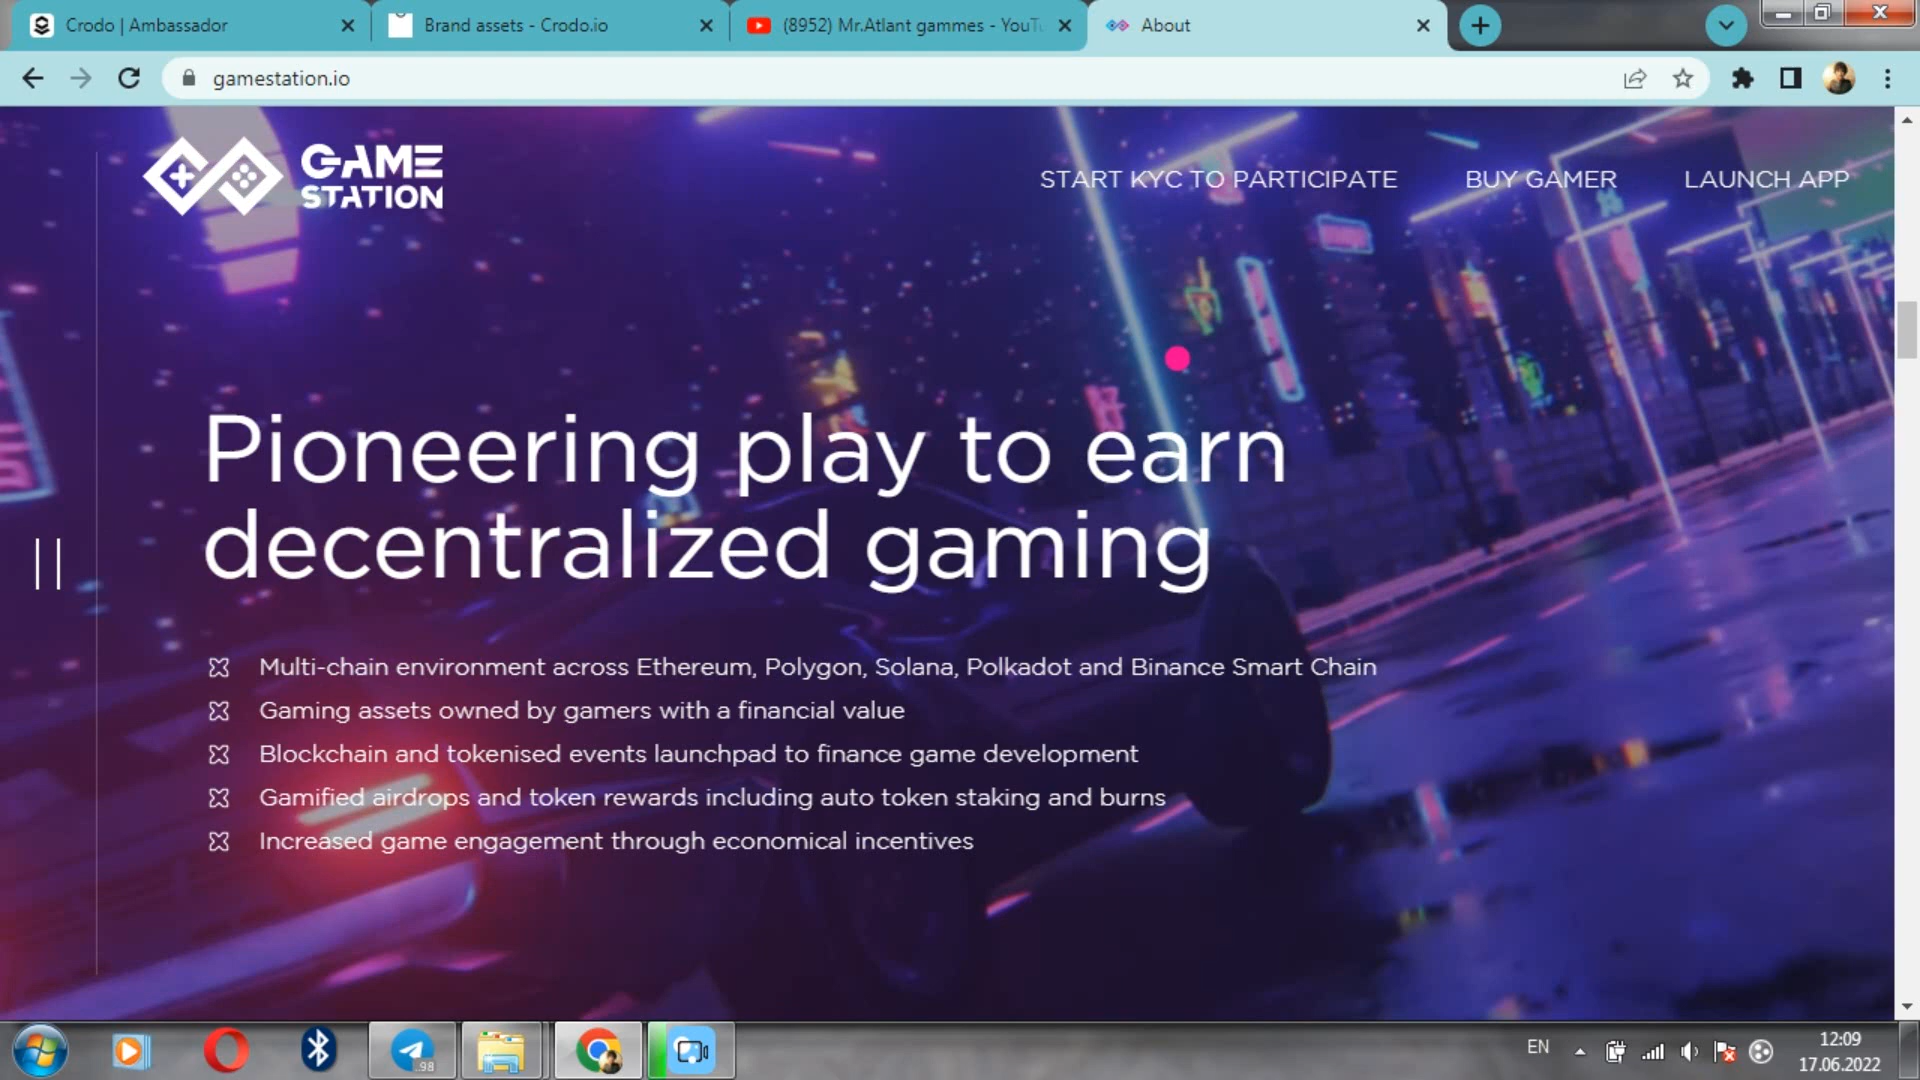 Crodo | Ambassador
Brand assets - Crodo.io
(8952) Mr.Atlant gammes - YouTu
About
gamestation.io
GAME
STATION
START KYC TO PARTICIPATE
BUY GAMER
LAUNCH APP
Pioneering play to earn
decentralized gaming
Multi-chain environment across Ethereum, Polygon, Solana, Polkadot and Binance Smart Chain
Gaming assets owned by gamers with a financial value
Blockchain and tokenised events launchpad to finance game development
Gamified airdrops and token rewards including auto token staking and burns
Increased game engagement through economical incentives
..98
EN
12:09
17.06.2022